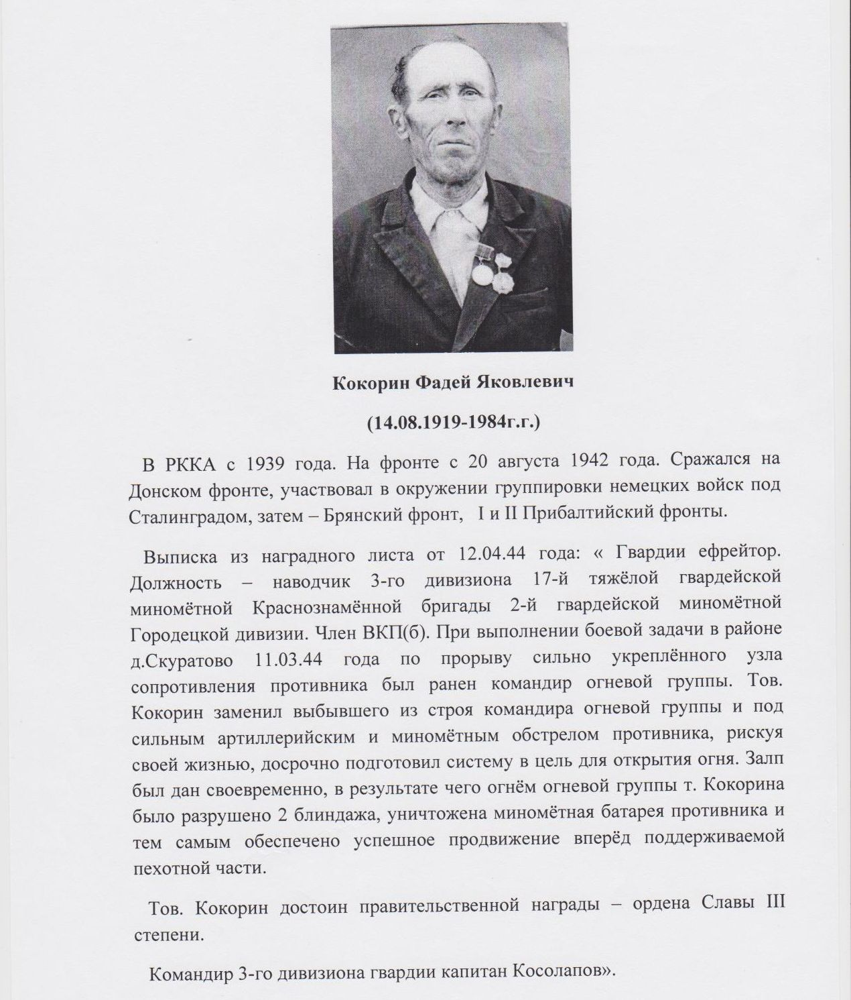 Кокорин Фадей Яковлевич
(14.08.1919-1984г.г.)
В РККА с 1939 года. На фронте с 20 августа 1942 года. Сражался на
Донском фронте, участвовал в окружении группировки немецких войск под
Сталинградом, затем – Брянский фронт, I и II Прибалтийский фронты.
Выписка из наградного листа от 12.04.44 года: « Гвардии ефрейтор.
Должность – наводчик 3-го дивизиона 17-й тяжёлой гвардейской
миномётной Краснознамённой бригады 2-й гвардейской миномётной
Городецкой дивизии. Член ВКП(б). При выполнении боевой задачи в районе
д.Скуратово 11.03.44 года по прорыву сильно укреплённого узла
сопротивления противника был ранен командир огневой группы. Тов.
Кокорин заменил выбывшего из строя командира огневой группы и под
сильным артиллерийским и миномётным обстрелом противника, рискуя
своей жизнью, досрочно подготовил систему в цель для открытия огня. Залп
был дан своевременно, в результате чего огнём огневой группы т. Кокорина
было разрушено 2 блиндажа, уничтожена миномётная батарея противника и
тем самым обеспечено успешное продвижение вперёд поддерживаемой
пехотной части.
Тов. Кокорин достоин правительственной награды – ордена Славы III
степени.
Командир 3-го дивизиона гвардии капитан Косолапов».